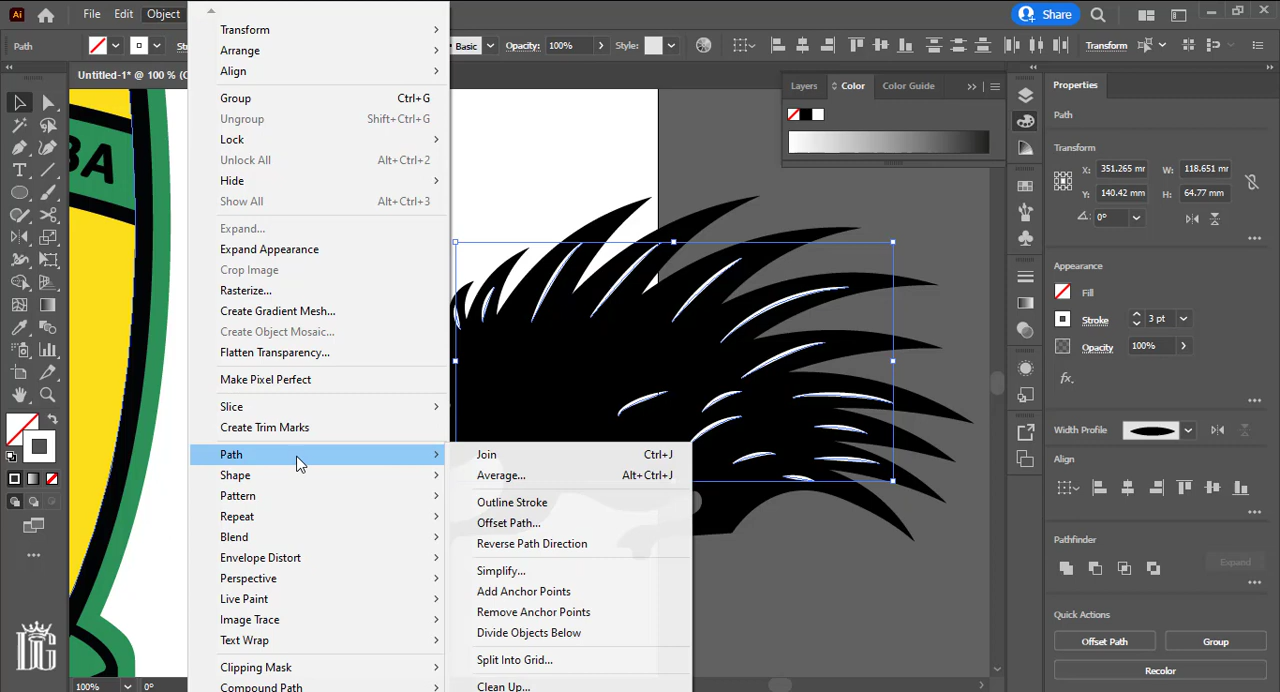 Ai File Edit Object Share
Path St Basic Opacity: 100% Style: Transform
Untitled-1* @ 100 % (C
Transform
Arrange
Align
Group Ctrl+G
Ungroup Shift+Ctrl+G
Lock
Unlock All Alt+Ctrl+2
Hide
Show All Alt+Ctrl+3
Expand...
Expand Appearance
Crop Image
Rasterize...
Create Gradient Mesh...
Create Object Mosaic...
Flatten Transparency...
Make Pixel Perfect
Slice
Create Trim Marks
Path
Shape
Pattern
Repeat
Blend
Envelope Distort
Perspective
Live Paint
Image Trace
Text Wrap
Clipping Mask
Compound Path
Join Ctrl+J
Average... Alt+Ctrl+J
Outline Stroke
Offset Path...
Reverse Path Direction
Simplify...
Add Anchor Points
Remove Anchor Points
Divide Objects Below
Split Into Grid...
Clean Up...
Layers Color Color Guide
Properties
Path
Transform
X: 351.265 mr W: 118.651 mr
Y: 140.42 mm H: 64.77 mm
0°
Appearance
Fill
Stroke 3 pt
Opacity 100%
fx.
Width Profile
Align
Pathfinder
Expand
Quick Actions
Offset Path Group
Recolor
BA
DG
100% 0°